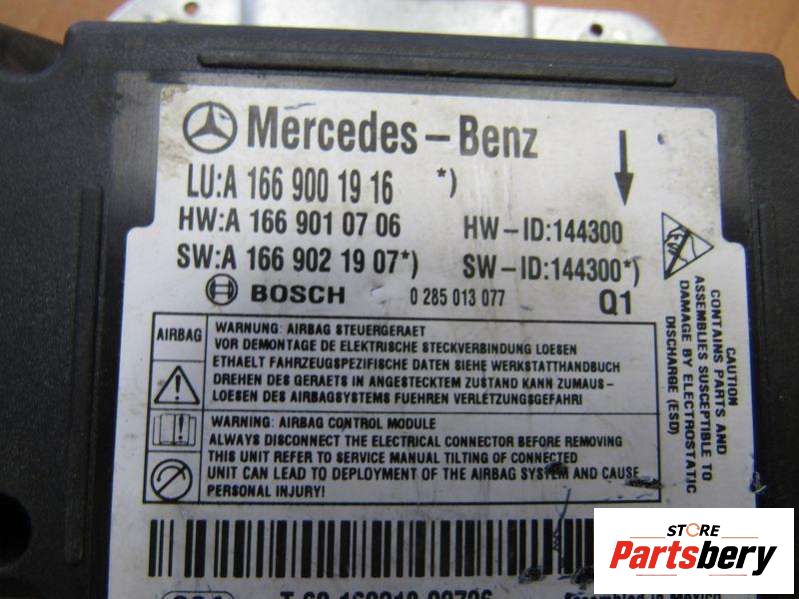 Mercedes-Benz
LU:A 166 900 19 16 *)
HW:A 166 901 07 06 HW-ID:144300
SW:A 166 902 19 07*) SW-ID:144300*)
BOSCH 0 285 013 077 Q1
AIRBAG
WARNUNG: AIRBAG STEUERGERAET
VOR DEMONTAGE DE ELEKTRISCHE STECKVERBINDUNG LOESEN
ETHAELT FAHRZEUGSPEZIFISCHE DATEN SIEHE WERKSTATTHANDBUCH
DREHEN DES GERAETS IN ANGESTECKTEM ZUSTAND KANN ZUMAUS-
LOESEN DES AIRBAGSYSTEMS FUEHREN VERLETZUNGSGEFAHRI
WARNING: AIRBAG CONTROL MODULE
ALWAYS DISCONNECT THE ELECTRICAL CONNECTOR BEFORE REMOVING
THIS UNIT REFER TO SERVICE MANUAL TILTING OF CONNECTED
UNIT CAN LEAD TO DEPLOYMENT OF THE AIRBAG SYSTEM AND CAUSE
PERSONAL INJURY!
CAUTION
CONTAINS PARTS AND
ASSEMBLIES SUSCEPTIBLE TO
DAMAGE BY ELECTROSTATIC
DISCHARGE (ESD)
STORE
Partsbery